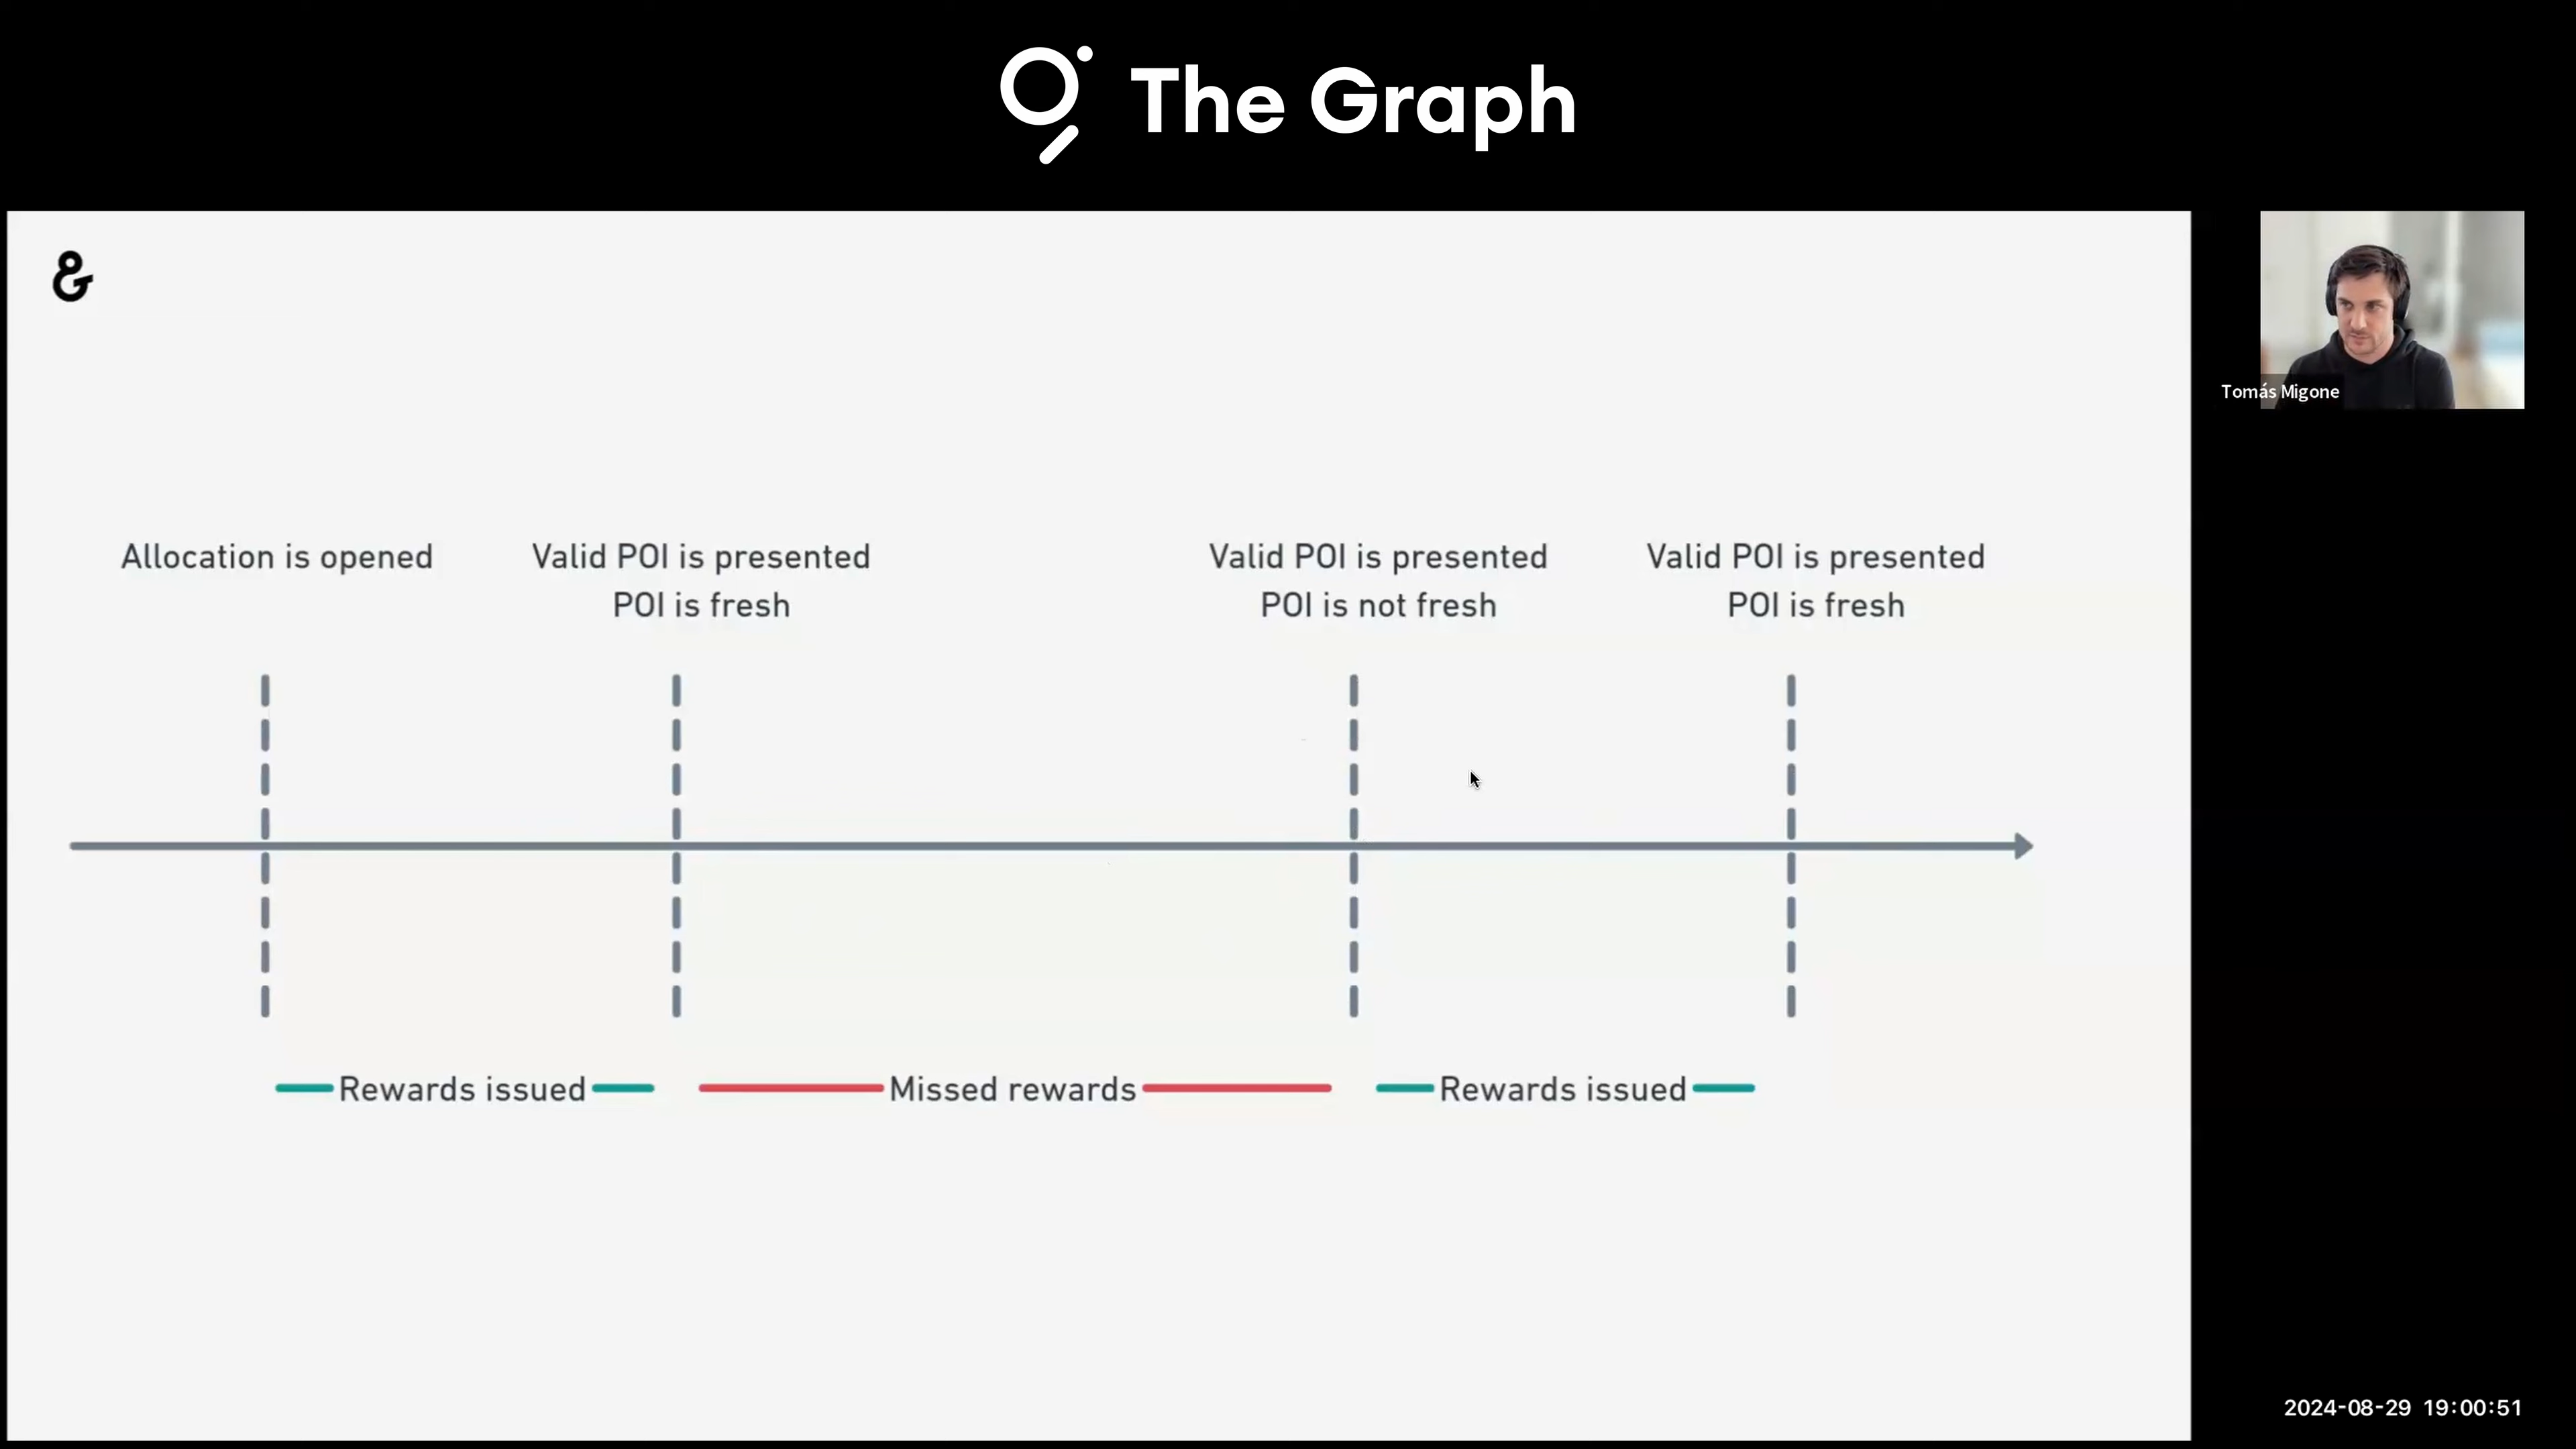 The Graph
&
Allocation is opened
Valid POI is presented
POI is fresh
Valid POI is presented
POI is not fresh
Valid POI is presented
POI is fresh
Rewards issued
Missed rewards
Rewards issued
Tomás Migone
2024-08-29 19:00:51